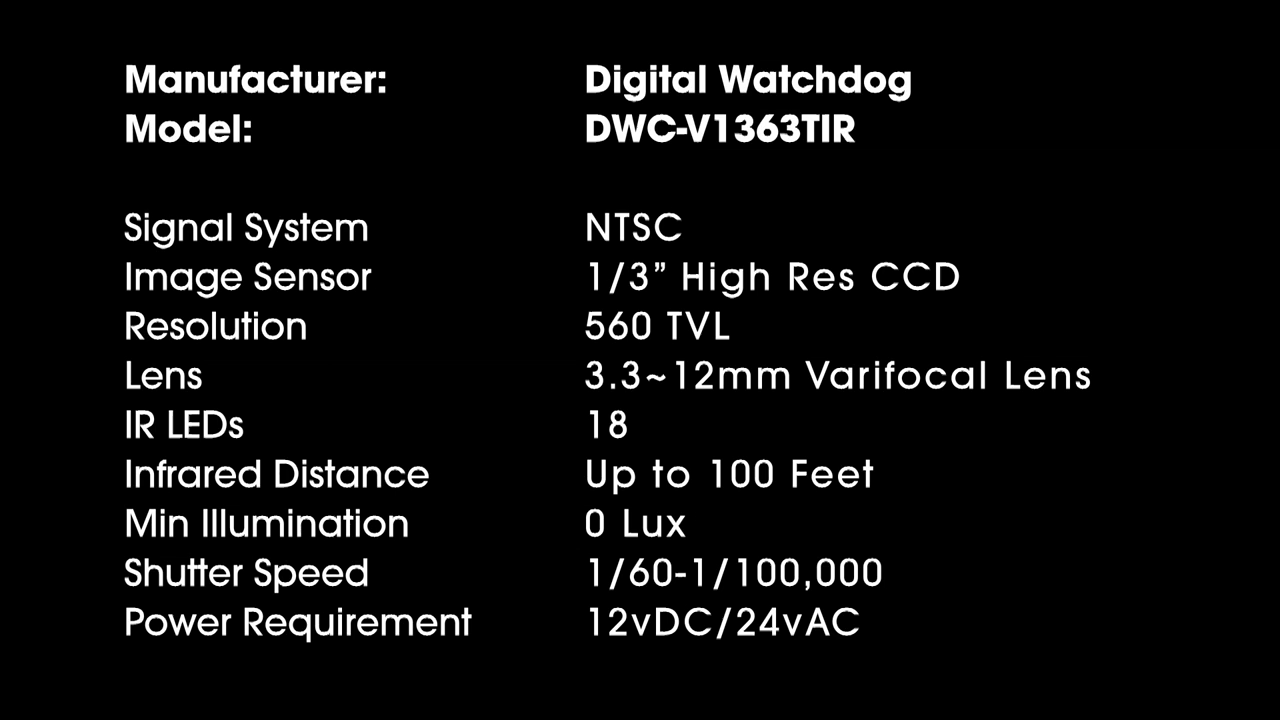 Manufacturer: Digital Watchdog
Model: DWC-V1363TIR
Signal System NTSC
Image Sensor 1/3” High Res CCD
Resolution 560 TVL
Lens 3.3~12mm Varifocal Lens
IR LEDs 18
Infrared Distance Up to 100 Feet
Min Illumination 0 Lux
Shutter Speed 1/60-1/100,000
Power Requirement 12vDC/24vAC